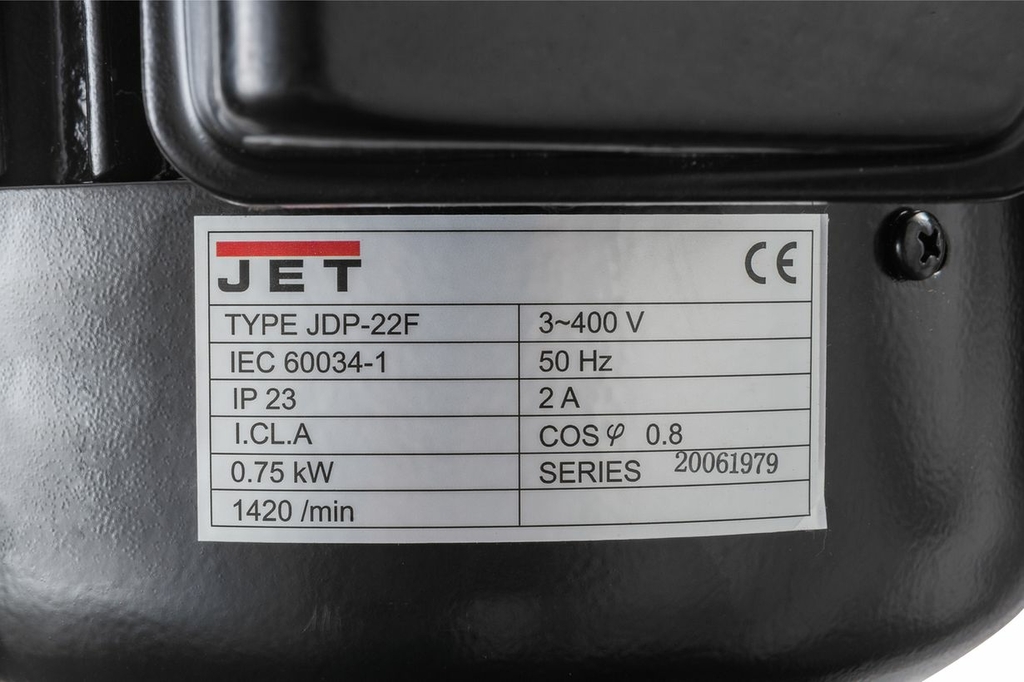 JET CE
TYPE JDP-22F 3~400 V
IEC 60034-1 50 Hz
IP 23 2 A
I.CL.A COS φ 0.8
0.75 kW SERIES 20061979
1420 /min